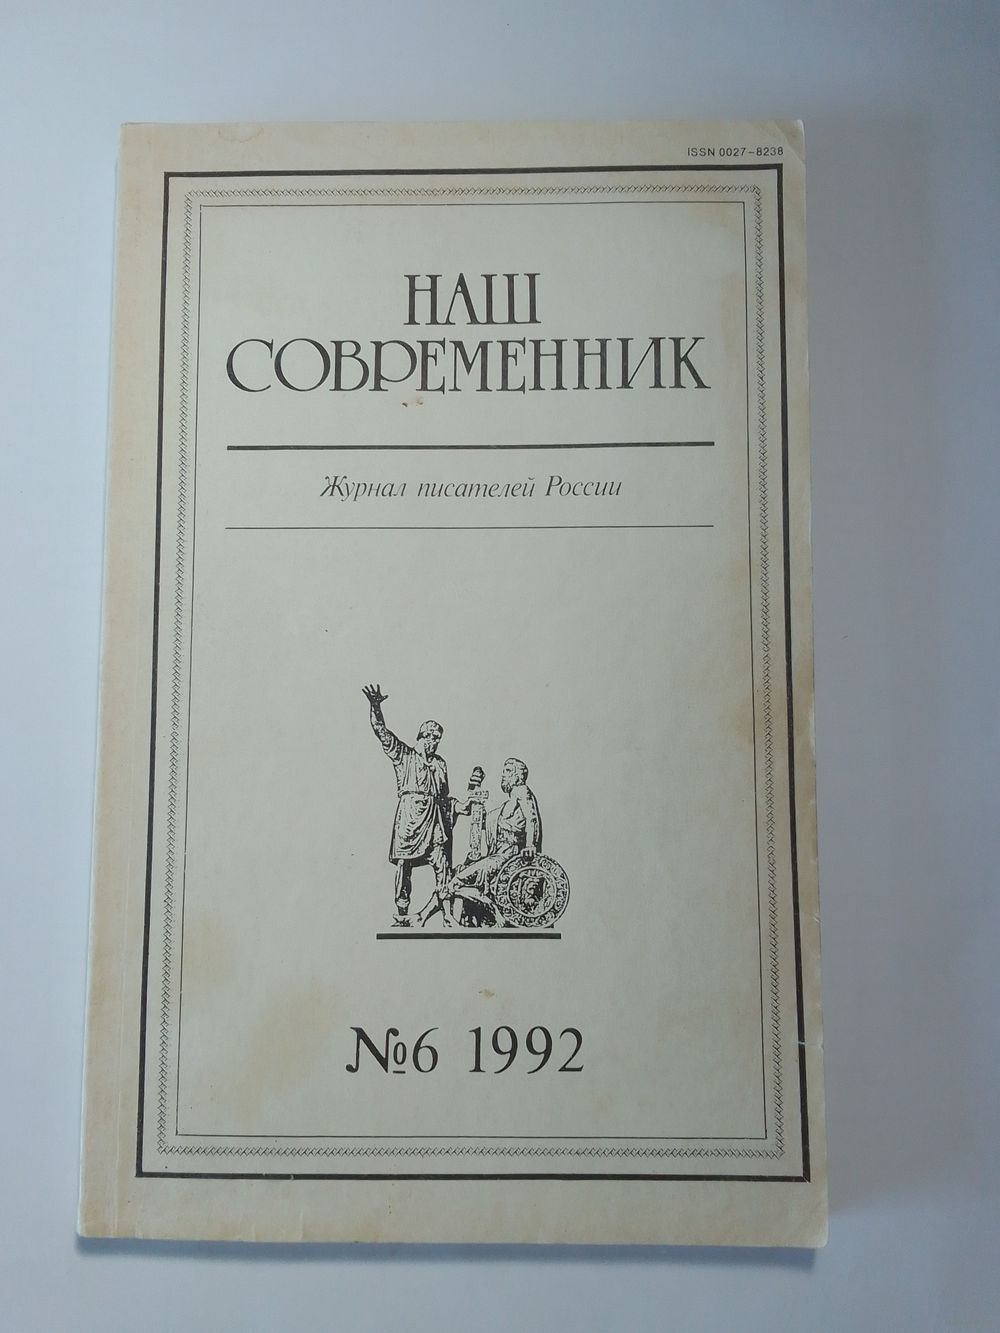 ISSN 0027-8238
НАШ
СОВРЕМЕННИК
Журнал писателей России
№6 1992